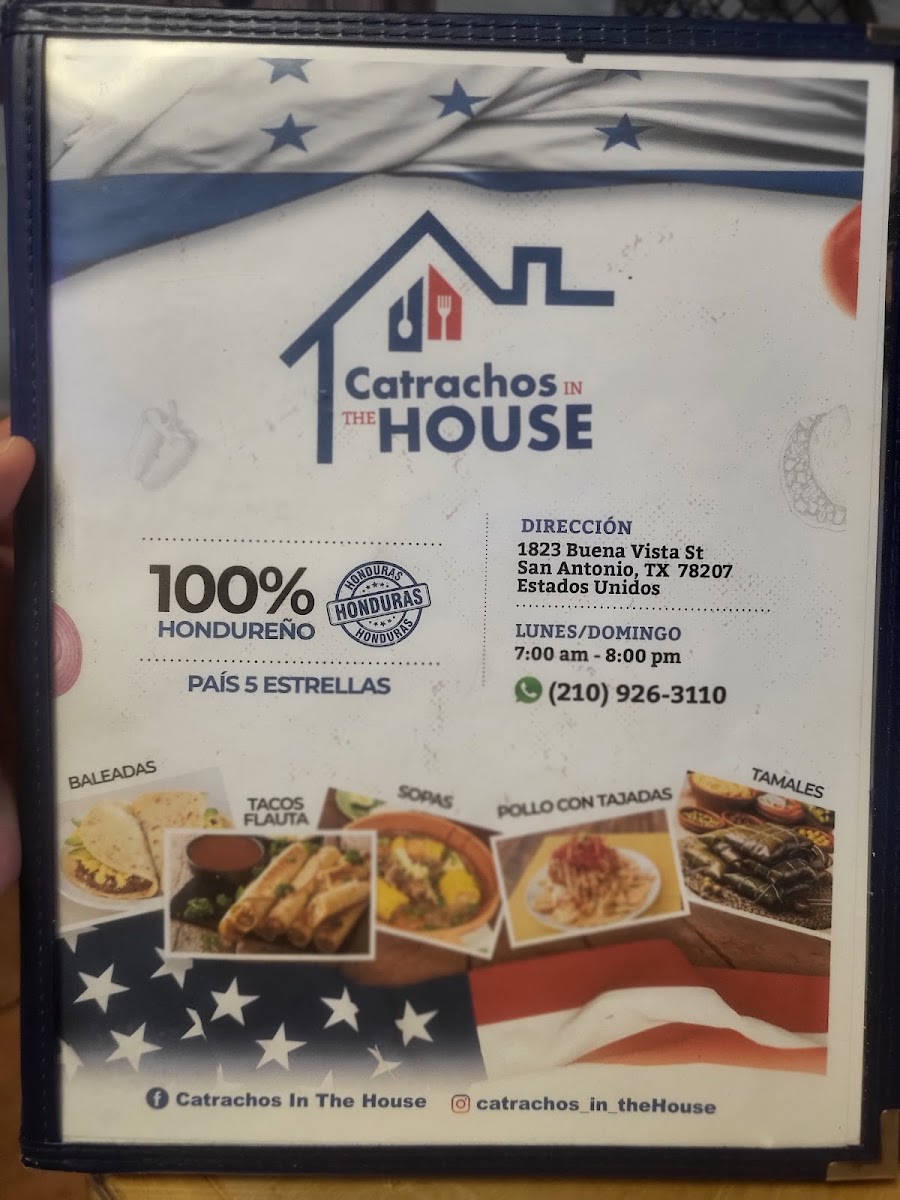 Catrachos IN
THE HOUSE
100%
HONDUREÑO
HONDURAS
HONDURAS
HONDURAS
PAÍS 5 ESTRELLAS
DIRECCIÓN
1823 Buena Vista St
San Antonio, TX 78207
Estados Unidos
LUNES/DOMINGO
7:00 am - 8:00 pm
(210) 926-3110
BALEADAS
TACOS
FLAUTA
SOPAS
POLLO CON TAJADAS
TAMALES
Catrachos In The House
catrachos_in_theHouse